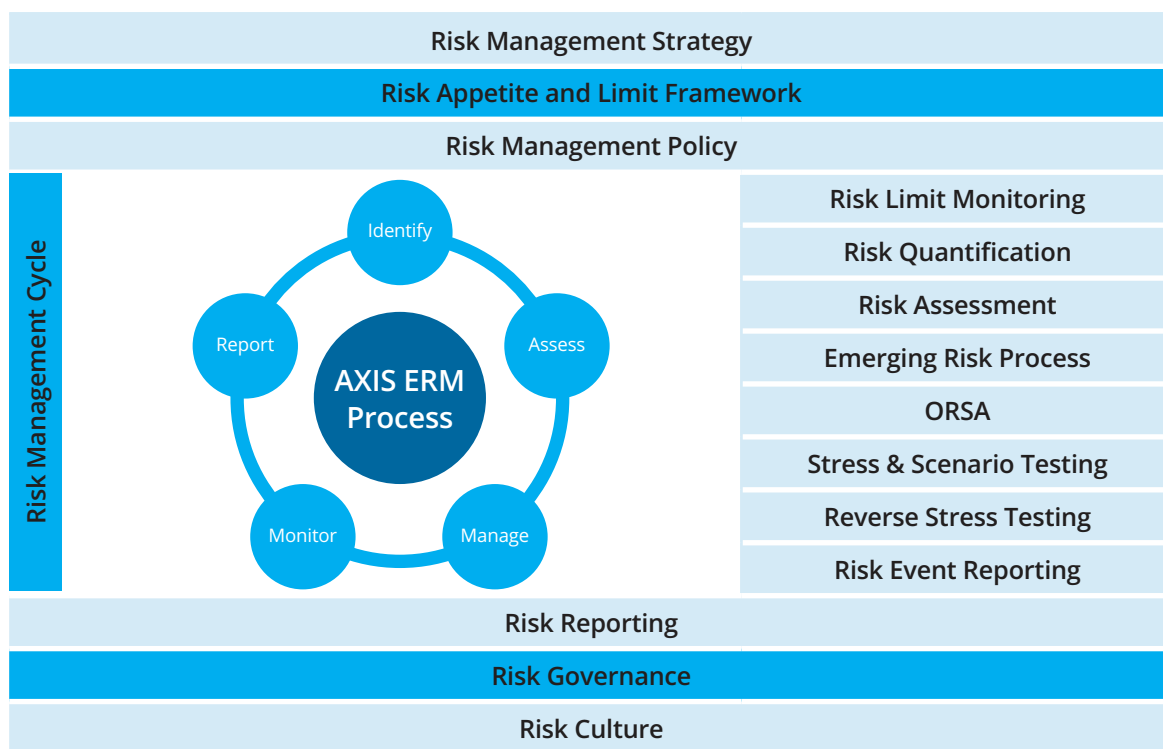 Risk Management Strategy
Risk Appetite and Limit Framework
Risk Management Policy
Risk Management Cycle
Identify
Assess
Manage
Monitor
Report
AXIS ERM
Process
Risk Limit Monitoring
Risk Quantification
Risk Assessment
Emerging Risk Process
ORSA
Stress & Scenario Testing
Reverse Stress Testing
Risk Event Reporting
Risk Reporting
Risk Governance
Risk Culture